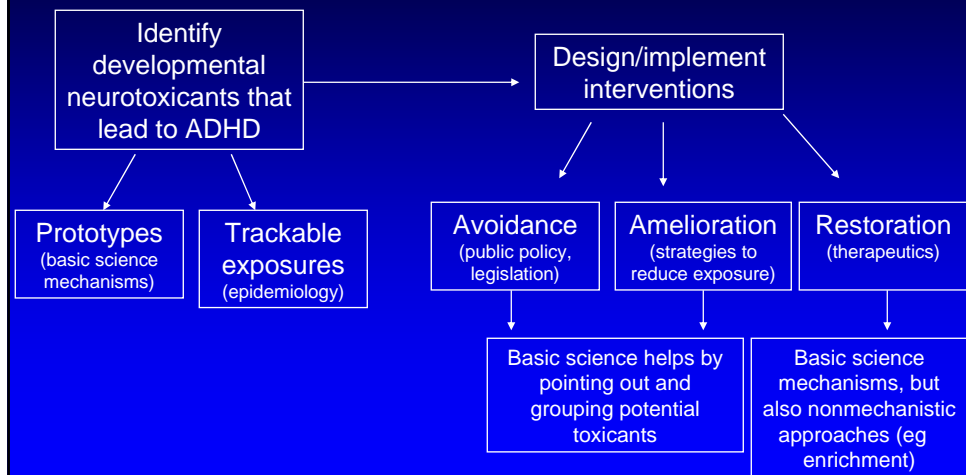 Identify
developmental
neurotoxicants that
lead to ADHD
Design/implement
interventions
Prototypes
(basic science
mechanisms)
Trackable
exposures
(epidemiology)
Avoidance
(public policy,
legislation)
Amelioration
(strategies to
reduce exposure)
Restoration
(therapeutics)
Basic science helps by
pointing out and
grouping potential
toxicants
Basic science
mechanisms, but
also nonmechanistic
approaches (eg
enrichment)